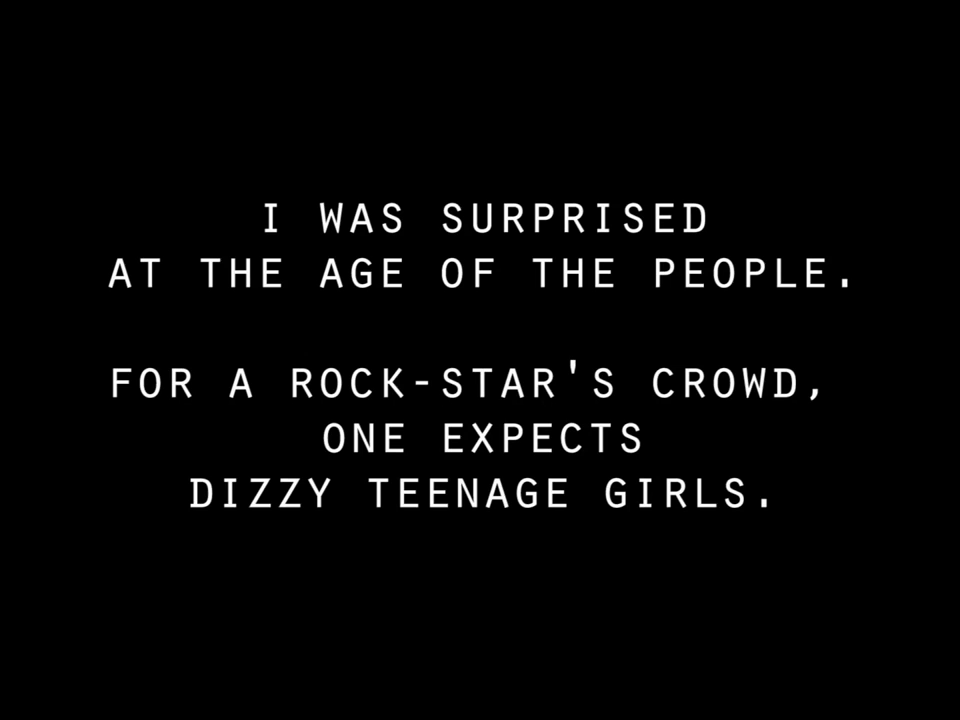 I WAS SURPRISED
AT THE AGE OF THE PEOPLE.
FOR A ROCK-STAR'S CROWD,
ONE EXPECTS
DIZZY TEENAGE GIRLS.